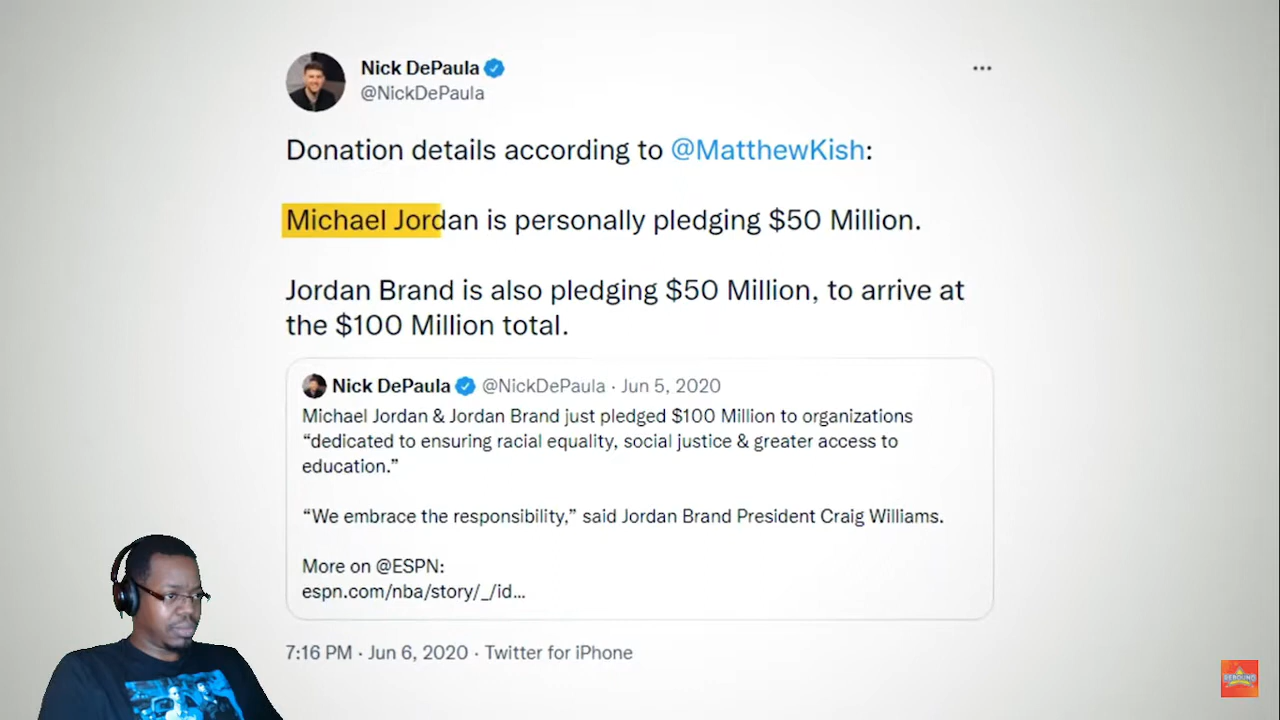 Nick DePaula
@NickDePaula
Donation details according to @MatthewKish:
Michael Jordan is personally pledging $50 Million.
Jordan Brand is also pledging $50 Million, to arrive at
the $100 Million total.
Nick DePaula @NickDePaula · Jun 5, 2020
Michael Jordan & Jordan Brand just pledged $100 Million to organizations
“dedicated to ensuring racial equality, social justice & greater access to
education.”
“We embrace the responsibility,” said Jordan Brand President Craig Williams.
More on @ESPN:
espn.com/nba/story/_/id...
7:16 PM · Jun 6, 2020 · Twitter for iPhone